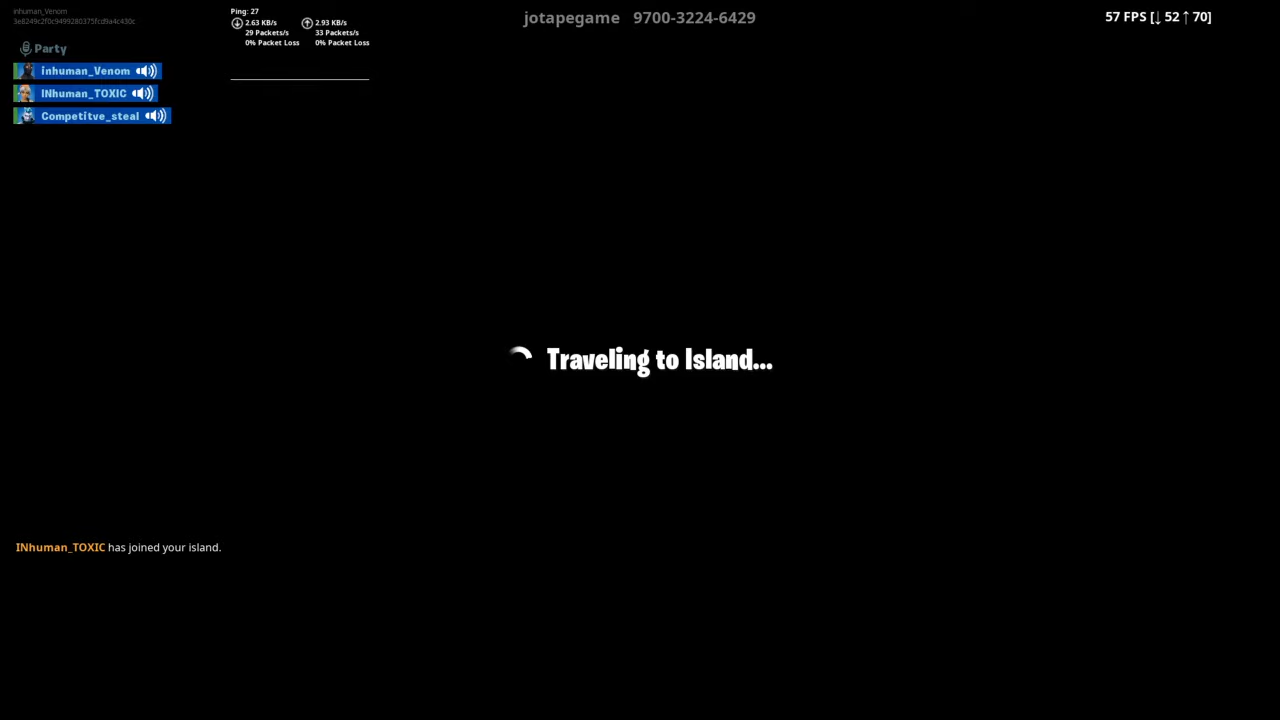 inhuman_Venom
3e8249c2f0c9499280375fcd9a4c430c
Party
inhuman_Venom
INhuman_TOXIC
Competitve_steal
Ping: 27
2.63 KB/s 2.93 KB/s
29 Packets/s 33 Packets/s
0% Packet Loss 0% Packet Loss
jotapegame 9700-3224-6429
57 FPS [↓ 52 ↑ 70]
Traveling to Island...
INhuman_TOXIC has joined your island.